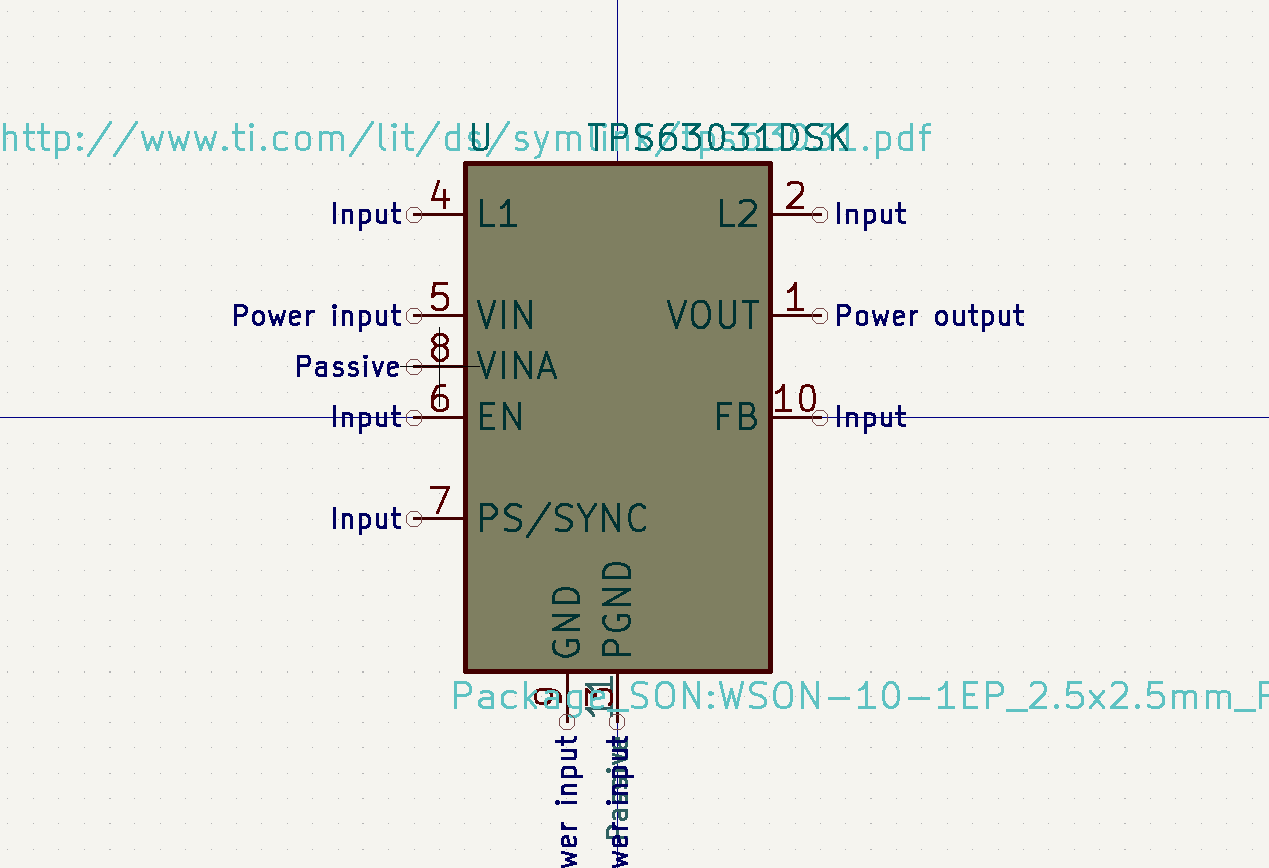 http://www.ti.com/lit/ds/symlink/tps63031.pdf
U TPS63031DSK
Input 4 L1 L2 2 Input
Power input 5 VIN VOUT 1 Power output
Passive 8 VINA
Input 6 EN FB 10 Input
Input 7 PS/SYNC
GND PGND
9
Package_SON:WSON-10-1EP_2.5x2.5mm_P
wer input
wer input
Passive